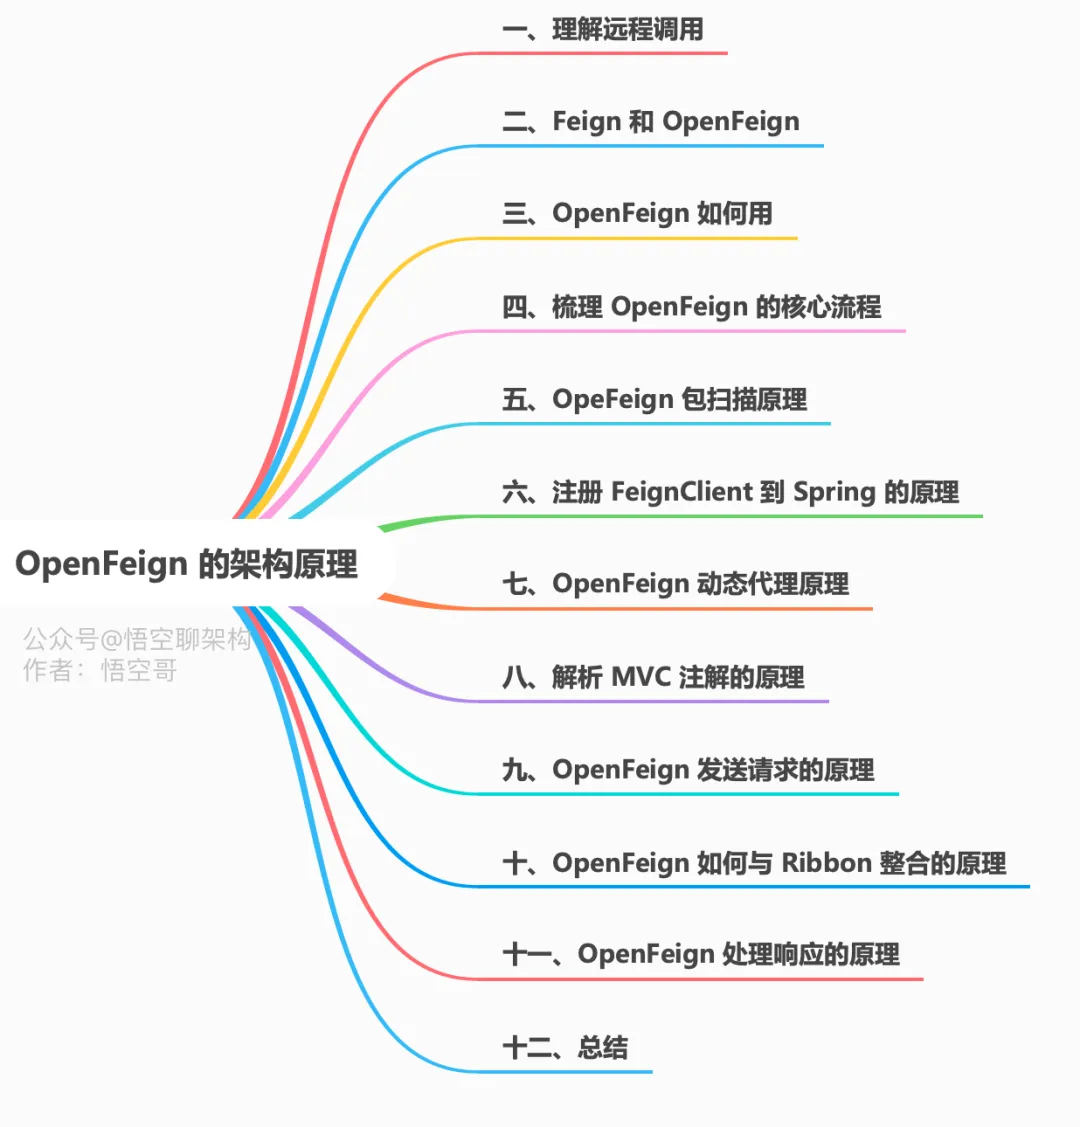 一、理解远程调用
二、Feign 和 OpenFeign
三、OpenFeign 如何用
四、梳理 OpenFeign 的核心流程
五、OpeFeign 包扫描原理
六、注册 FeignClient 到 Spring 的原理
OpenFeign 的架构原理
七、OpenFeign 动态代理原理
公众号@悟空聊架构
作者：悟空哥
八、解析 MVC 注解的原理
九、OpenFeign 发送请求的原理
十、OpenFeign 如何与 Ribbon 整合的原理
十一、OpenFeign 处理响应的原理
十二、总结